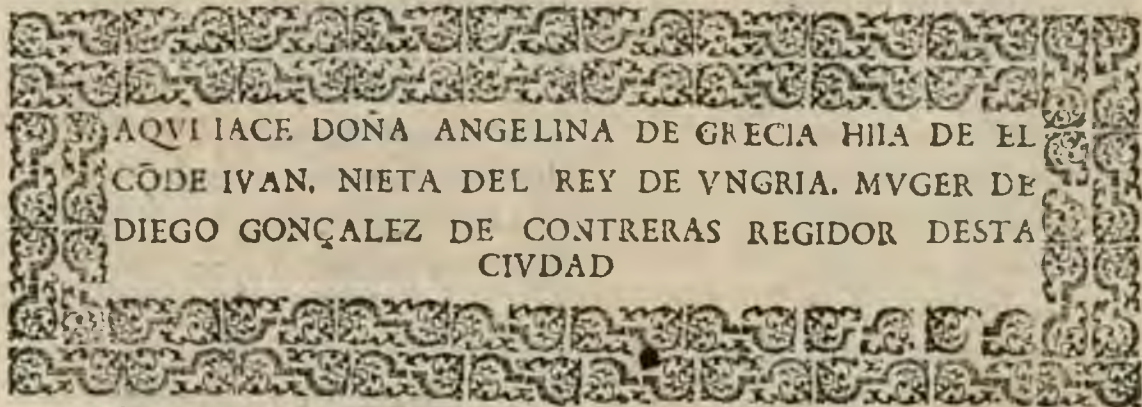 AQVI IACE DOÑA ANGELINA DE GRECIA HIIA DE EL
CÕDE IVAN, NIETA DEL REY DE VNGRIA. MVGER DE
DIEGO GONÇALEZ DE CONTRERAS REGIDOR DESTA
CIVDAD